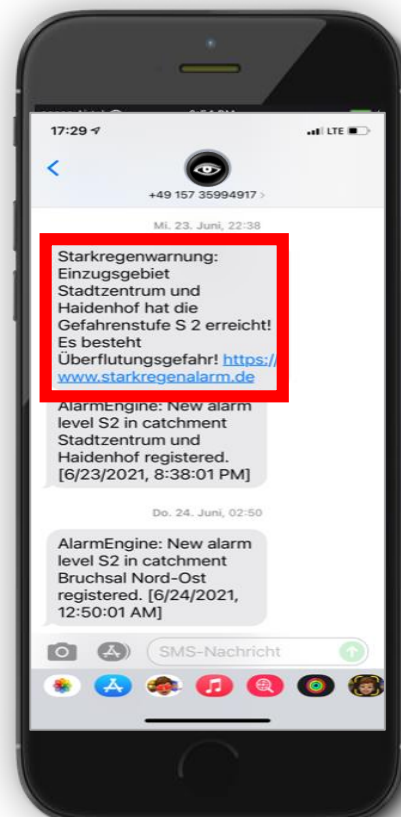 17:29
LTE
+49 157 35994917 >
Mi. 23. Juni, 22:38
Starkregenwarnung:
Einzugsgebiet
Stadtzentrum und
Haidenhof hat die
Gefahrenstufe S 2 erreicht!
Es besteht
Überflutungsgefahr! https://
www.starkregenalarm.de
AlarmEngine: New alarm
level S2 in catchment
Stadtzentrum und
Haidenhof registered.
[6/23/2021, 8:38:01 PM]
Do. 24. Juni, 02:50
AlarmEngine: New alarm
level S2 in catchment
Bruchsal Nord-Ost
registered. [6/24/2021,
12:50:01 AM]
SMS-Nachricht